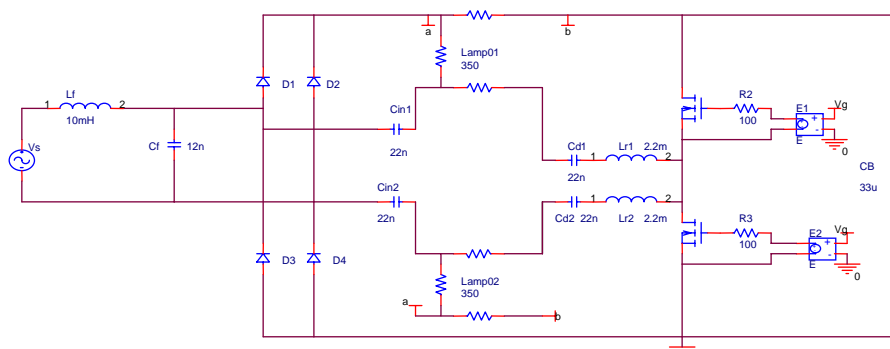 a
b
Lamp01
350
D1
D2
Lf
1
2
10mH
Cin1
22n
R2
100
E1
Vg
E
0
Vs
Cf
12n
Cd1
22n
1
Lr1
2.2m
2
CB
33u
Cin2
22n
Cd2
22n
1
Lr2
2.2m
2
R3
100
E2
Vg
E
0
D3
D4
Lamp02
350
a
b